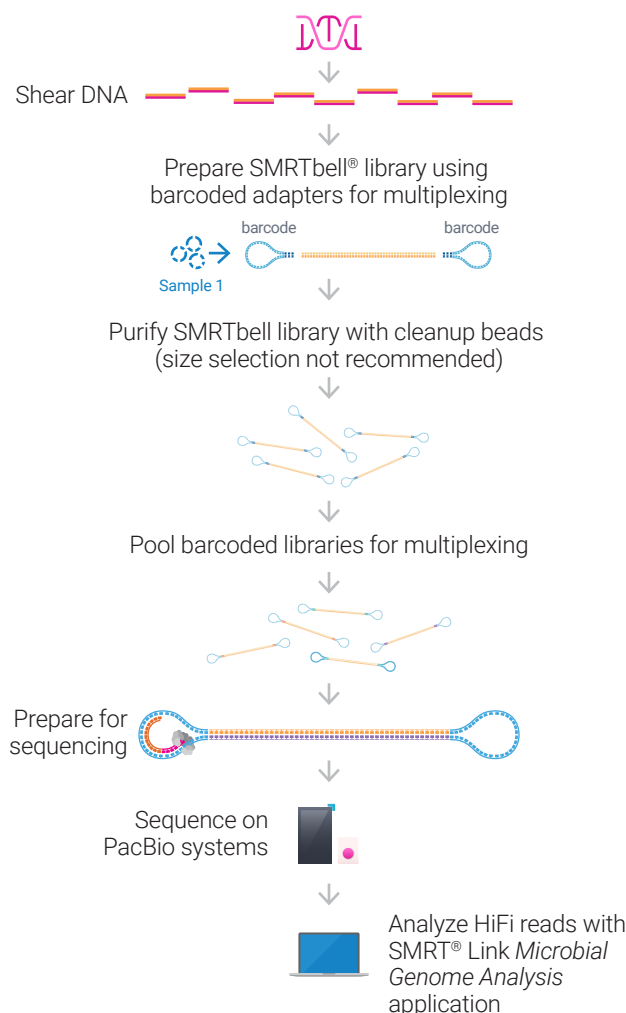 Shear DNA
Prepare SMRTbell® library using
barcoded adapters for multiplexing
barcode
barcode
Sample 1
Purify SMRTbell library with cleanup beads
(size selection not recommended)
Pool barcoded libraries for multiplexing
Prepare for
sequencing
Sequence on
PacBio systems
Analyze HiFi reads with
SMRT® Link Microbial
Genome Analysis
application